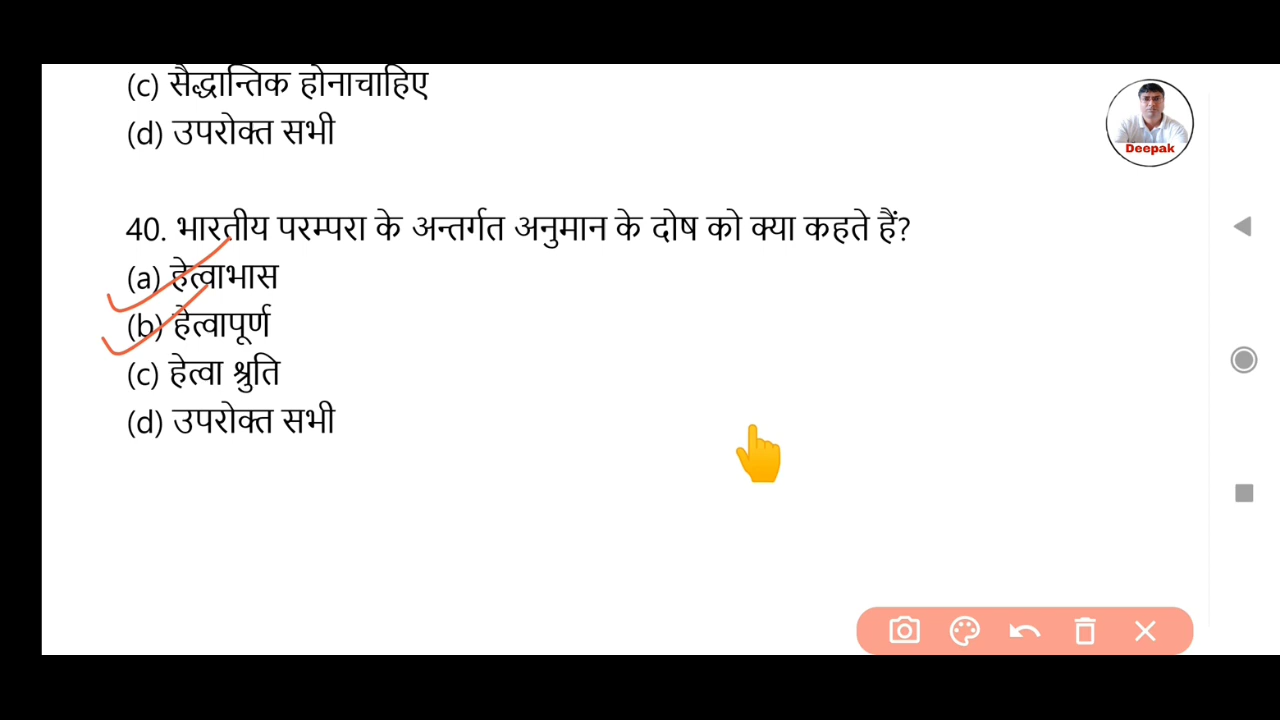 (c) सैद्धान्तिक होनाचाहिए
(d) उपरोक्त सभी
Deepak
40. भारतीय परम्परा के अन्तर्गत अनुमान के दोष को क्या कहते हैं?
(a) हेत्वाभास
(b) हेत्वापूर्ण
(c) हेत्वा श्रुति
(d) उपरोक्त सभी